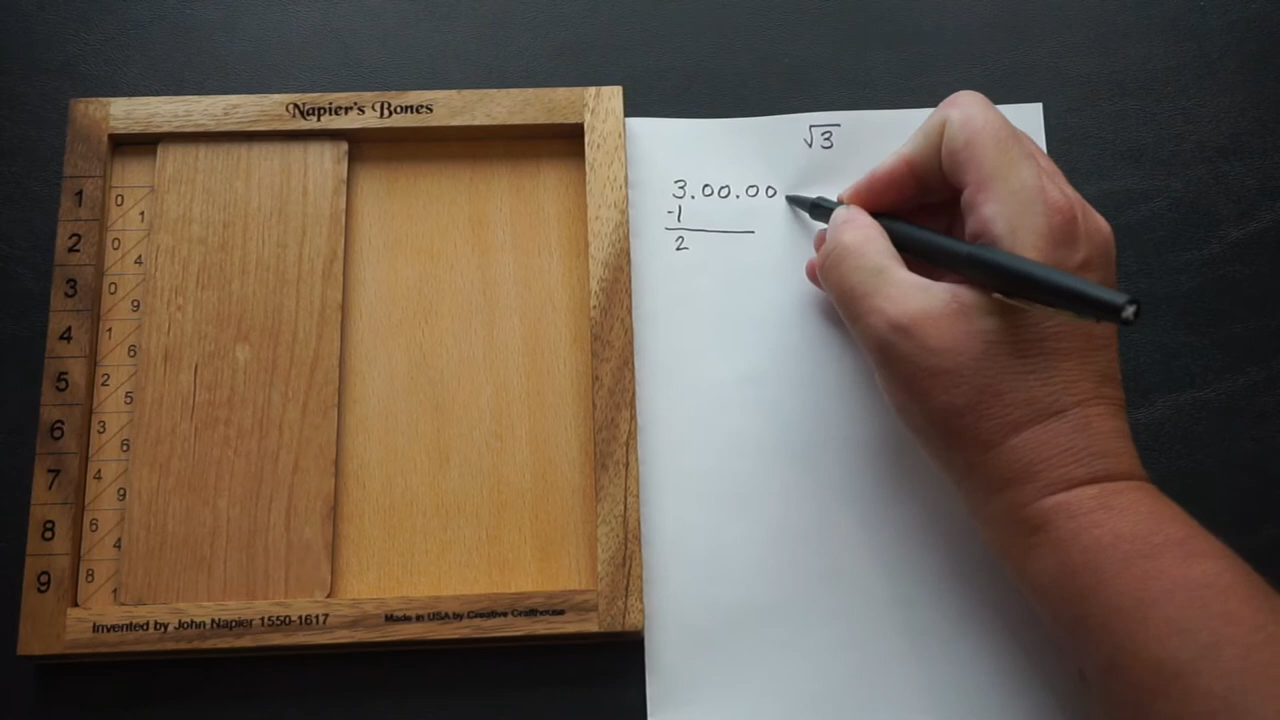 Napier's Bones
1 0 1
2 0 4
3 0 9
4 1 6
5 2 5
6 3 6
7 4 9
8 6 4
9 8 1
Invented by John Napier 1550-1617
Made in USA by Creative Crafthouse
√3
3.00.00
-1
2